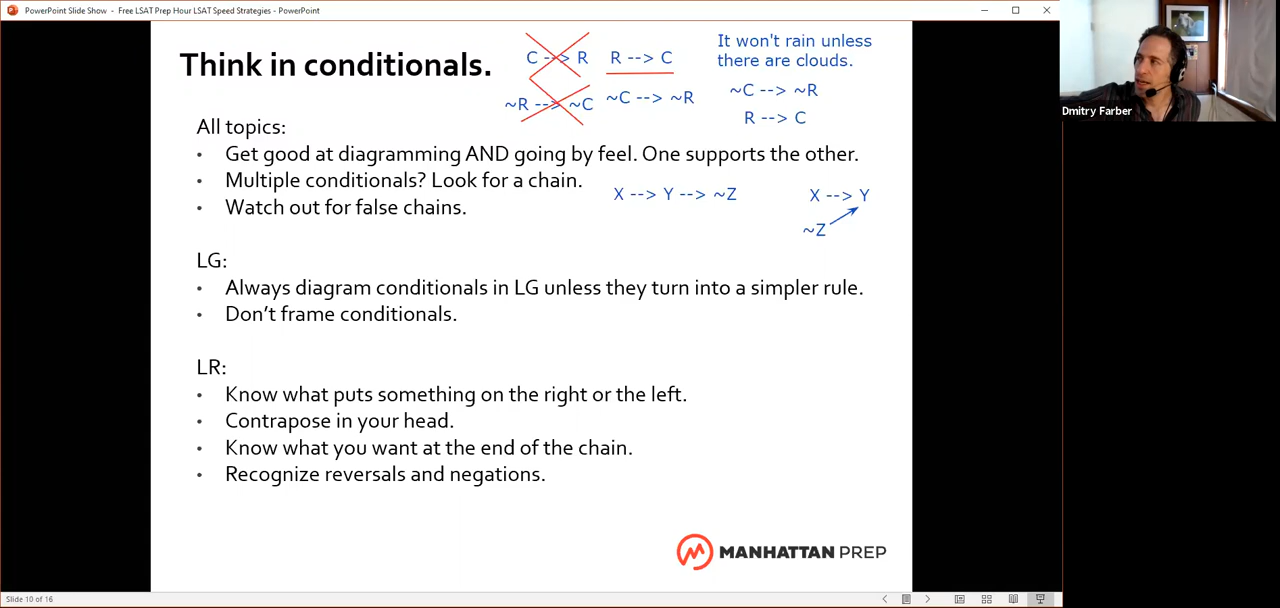 PowerPoint Slide Show - Free LSAT Prep Hour LSAT Speed Strategies - PowerPoint
Think in conditionals.
C --> R
R --> C
~R --> ~C
~C --> ~R
It won't rain unless
there are clouds.
~C --> ~R
R --> C
Dmitry Farber
All topics:
• Get good at diagramming AND going by feel. One supports the other.
• Multiple conditionals? Look for a chain.
• Watch out for false chains.
X --> Y --> ~Z
X --> Y
~Z
LG:
• Always diagram conditionals in LG unless they turn into a simpler rule.
• Don’t frame conditionals.
LR:
• Know what puts something on the right or the left.
• Contrapose in your head.
• Know what you want at the end of the chain.
• Recognize reversals and negations.
MANHATTAN PREP
Slide 10 of 16